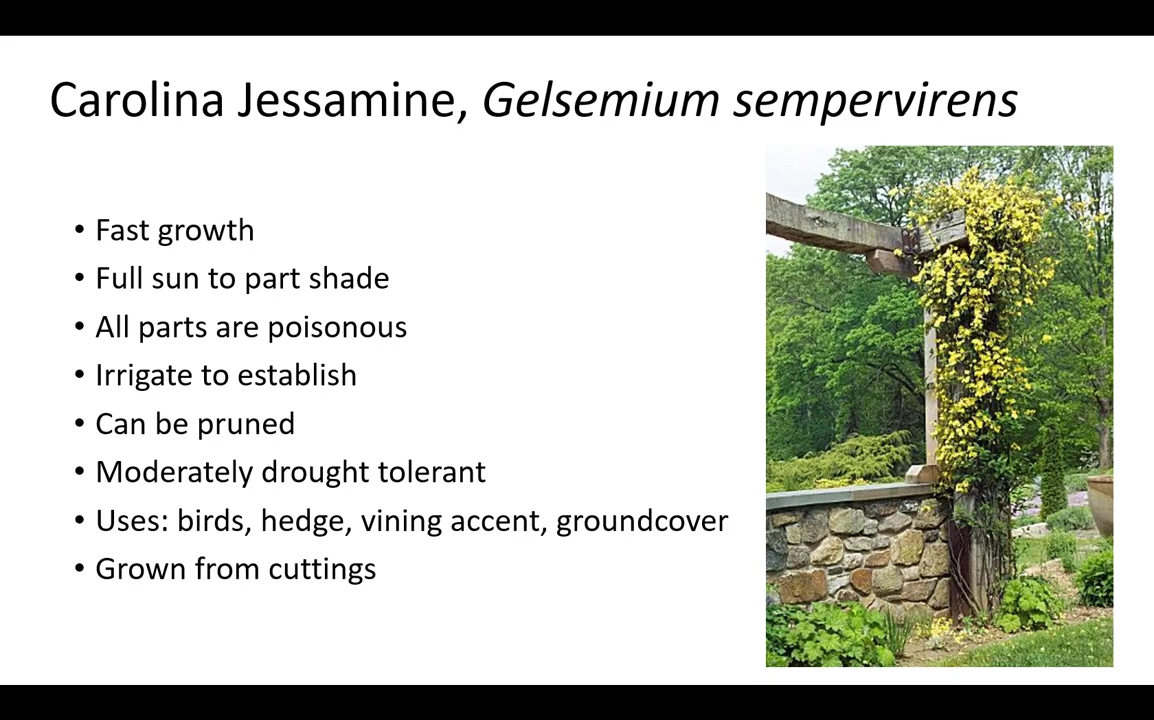 Carolina Jessamine, Gelsemium sempervirens
• Fast growth
• Full sun to part shade
• All parts are poisonous
• Irrigate to establish
• Can be pruned
• Moderately drought tolerant
• Uses: birds, hedge, vining accent, groundcover
• Grown from cuttings